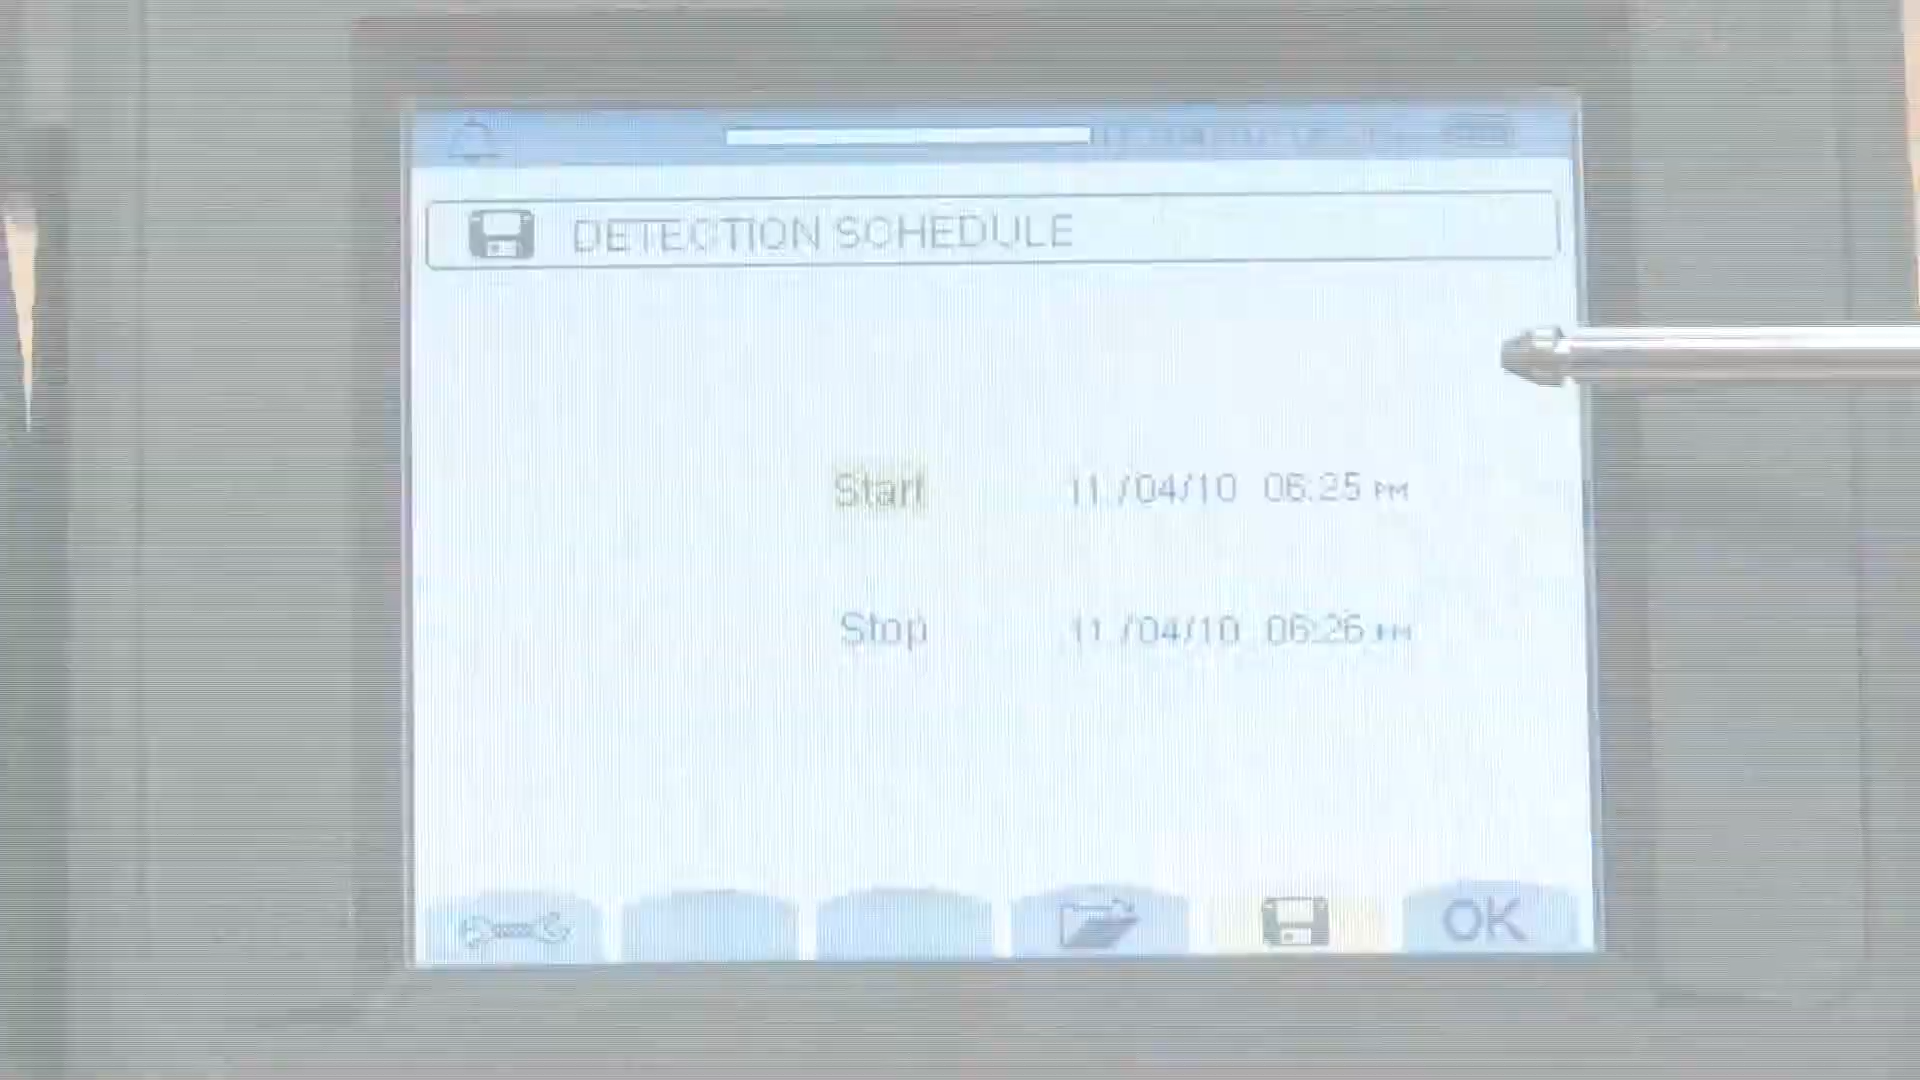 DETECTION SCHEDULE
Start 11/04/10 06:25 PM
Stop 11/04/10 06:26 PM
OK